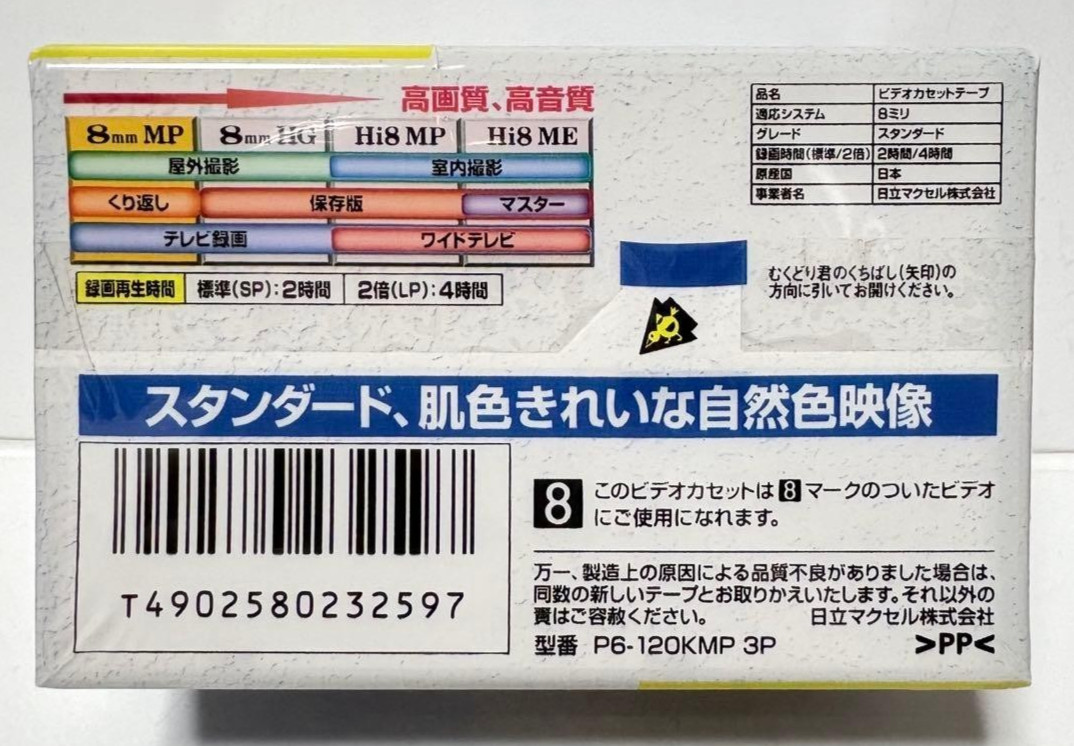 高画質、高音質
8mm MP 8mm HG Hi8 MP Hi8 ME
屋外撮影 室内撮影
くり返し 保存版 マスター
テレビ録画 ワイドテレビ
録画再生時間 標準(SP):2時間 2倍(LP):4時間
品名 ビデオカセットテープ
適応システム 8ミリ
グレード スタンダード
録画時間(標準/2倍) 2時間/4時間
原産国 日本
事業者名 日立マクセル株式会社
むくどり君のくちばし(矢印)の
方向に引いてお開けください。
スタンダード、肌色きれいな自然色映像
T4902580232597
8 このビデオカセットは8マークのついたビデオ
にご使用になれます。
万一、製造上の原因による品質不良がありました場合は、
同数の新しいテープとお取りかえいたします。それ以外の
責はご容赦ください。 日立マクセル株式会社
型番 P6-120KMP 3P >PP<